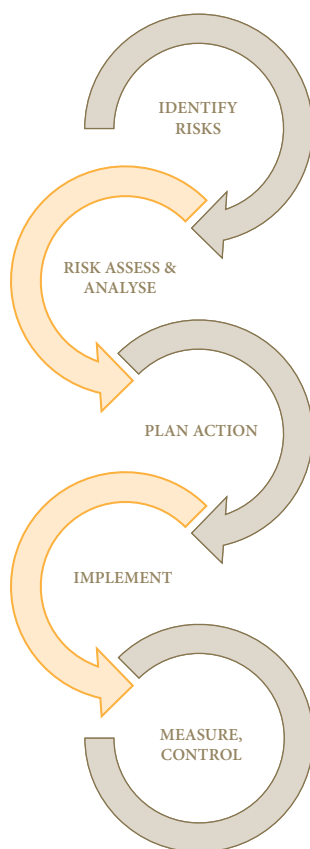 IDENTIFY
RISKS
RISK ASSESS &
ANALYSE
PLAN ACTION
IMPLEMENT
MEASURE,
CONTROL